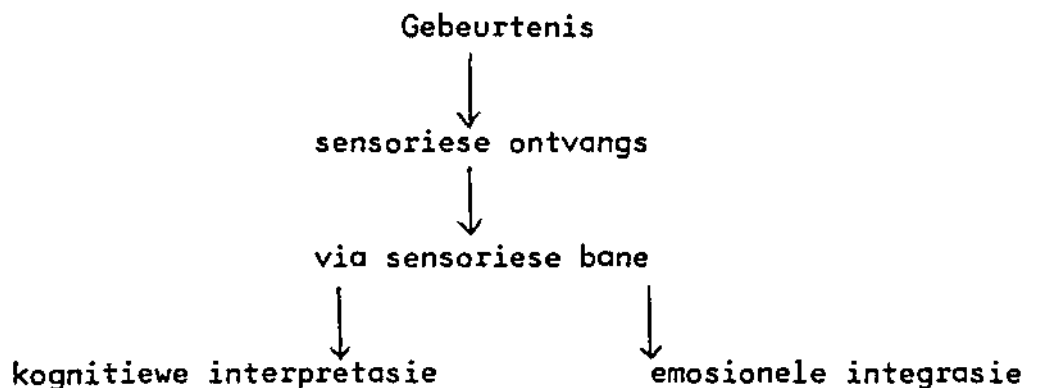 Gebeurtenis
sensoriese ontvangs
via sensoriese bane
kognitiewe interpretasie emosionele integrasie